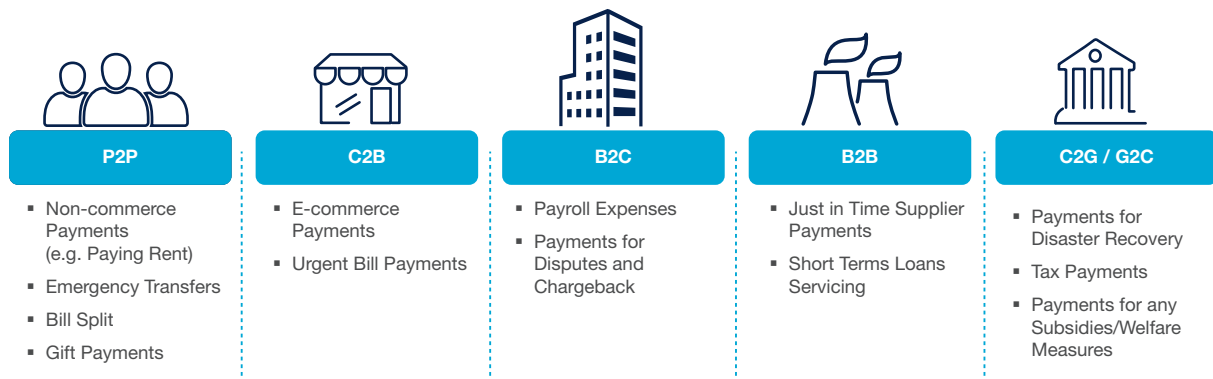 P2P
Non-commerce
Payments
(e.g. Paying Rent)
Emergency Transfers
Bill Split
Gift Payments
C2B
E-commerce
Payments
Urgent Bill Payments
B2C
Payroll Expenses
Payments for
Disputes and
Chargeback
B2B
Just in Time Supplier
Payments
Short Terms Loans
Servicing
C2G / G2C
Payments for
Disaster Recovery
Tax Payments
Payments for any
Subsidies/Welfare
Measures